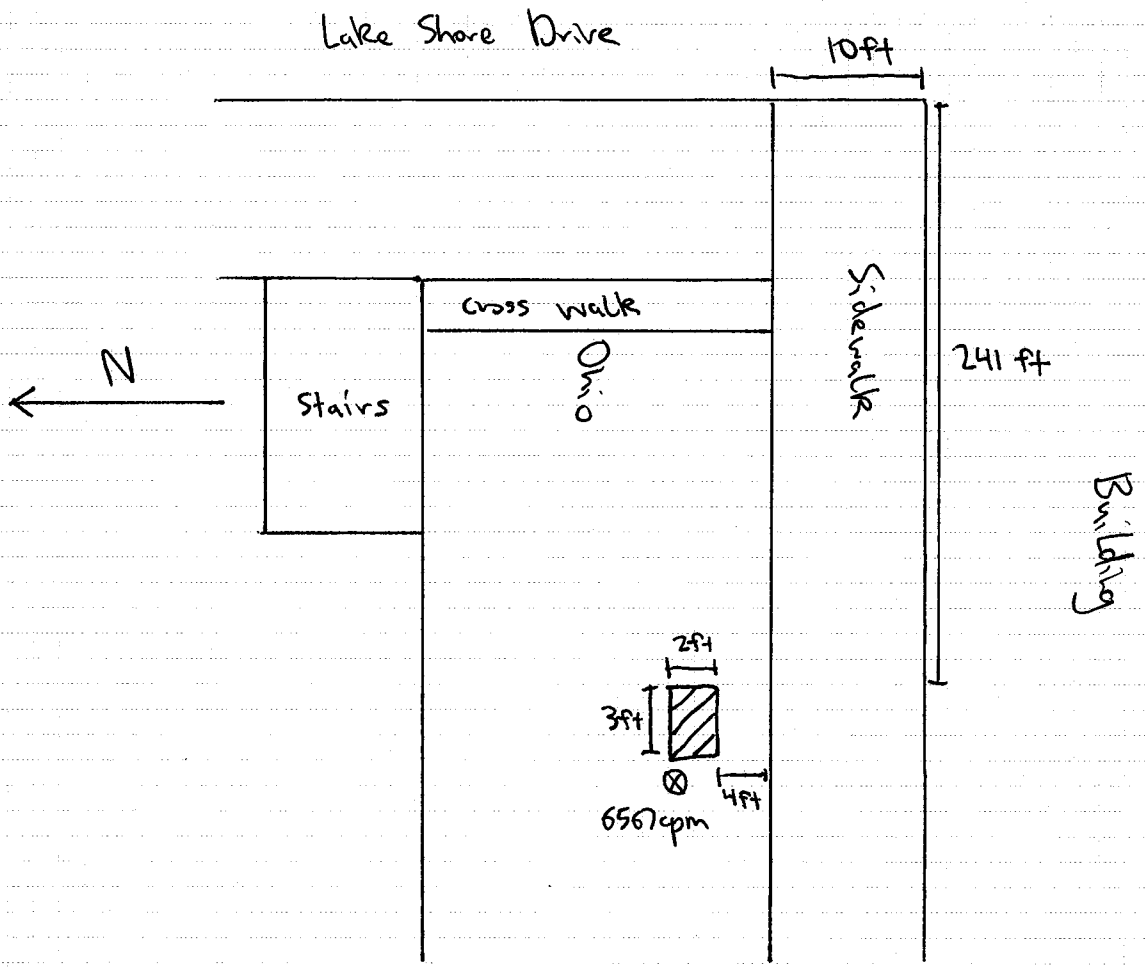 Lake Shore Drive
10ft
cross walk
Sidewalk
Ohio
241 ft
N
Stairs
Building
2ft
3ft
4ft
6567cpm